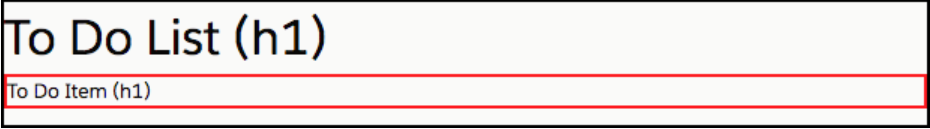 To Do List (h1)
To Do Item (h1)